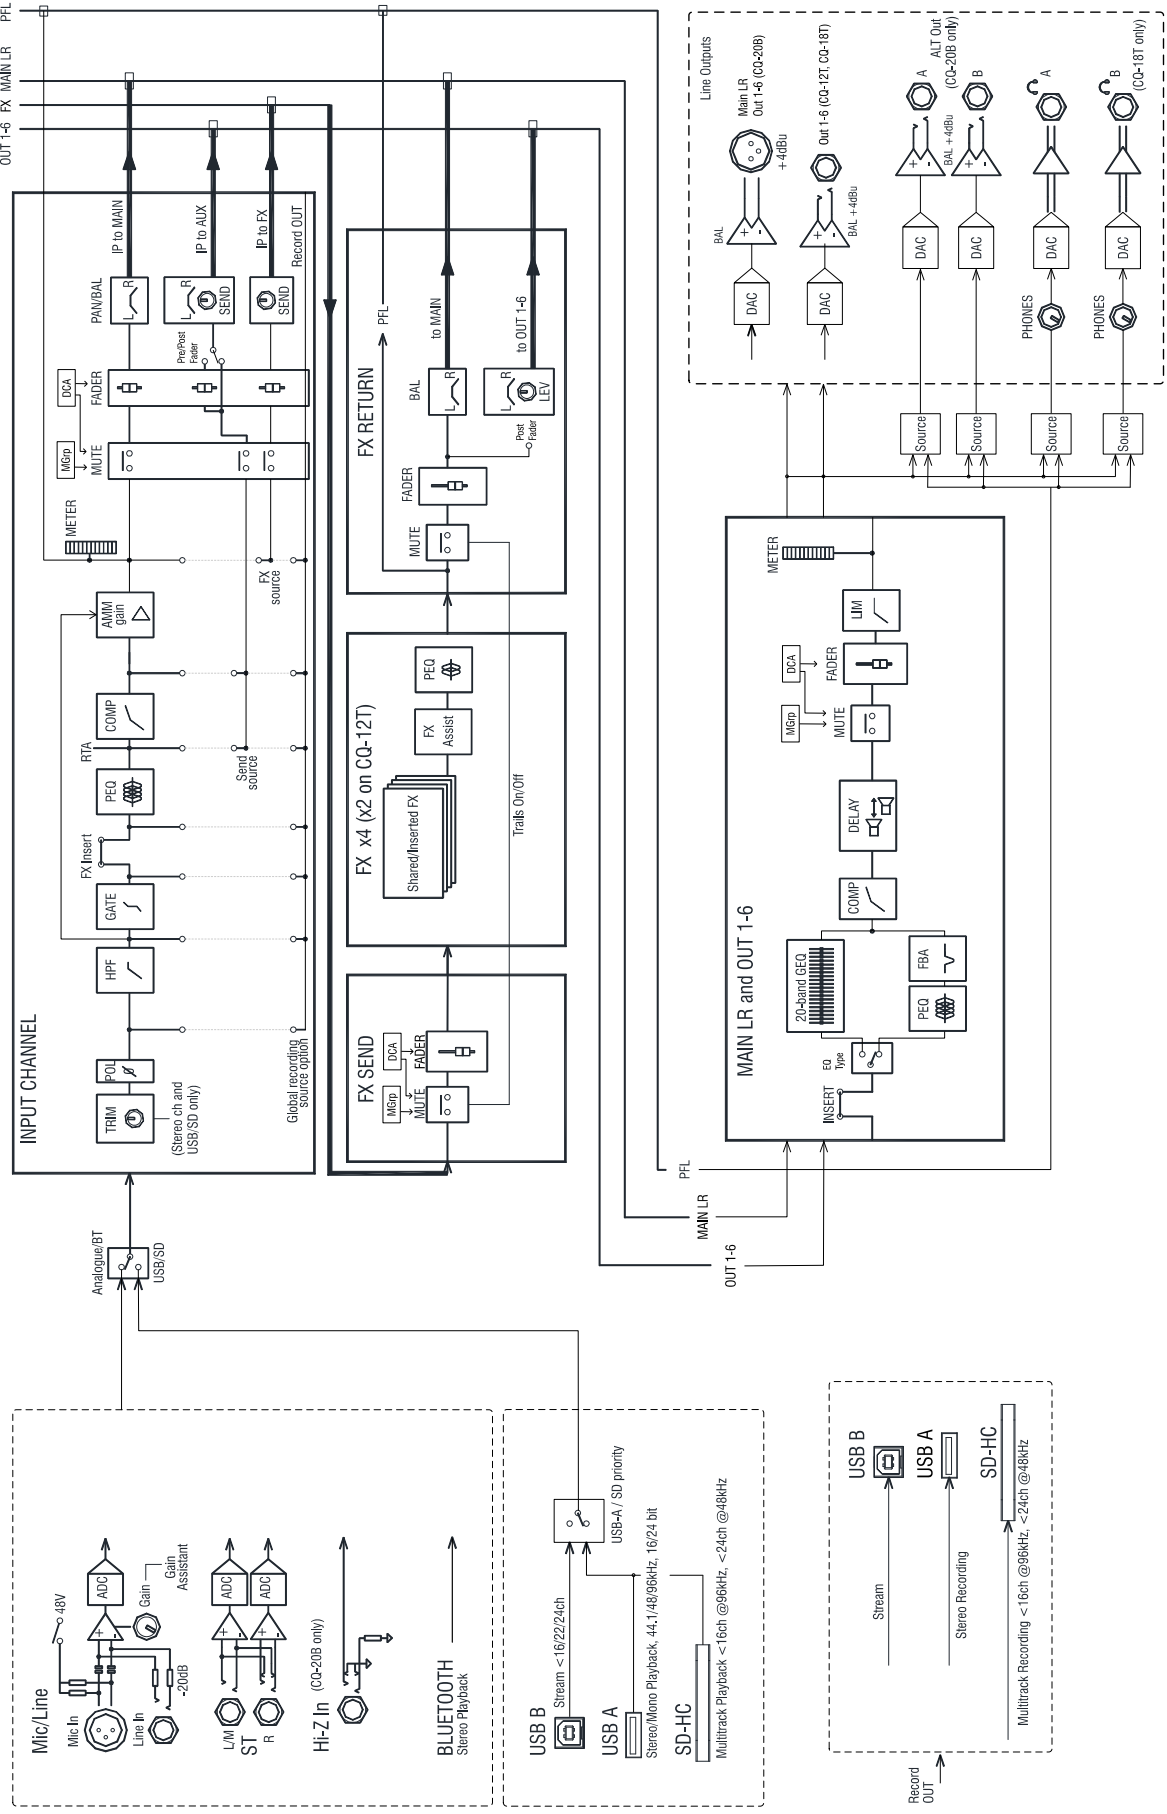 PFL
MAIN LR
FX
OUT 1-6
INPUT CHANNEL
TRIM
(Stereo ch and
USB/SD only)
POL
HPF
GATE
FX Insert
PEQ
RTA
COMP
AMM
gain
METER
MGrp
DCA
MUTE
FADER
Pre/Post
Fader
PAN/BAL
L
R
IP to MAIN
L
R
SEND
IP to AUX
SEND
IP to FX
Record OUT
FX
source
Send
source
Global recording
source option
Analogue/BT
USB/SD
FX SEND
MGrp
DCA
MUTE
FADER
FX x4 (x2 on CQ-12T)
Shared/Inserted FX
FX
Assist
PEQ
Trails On/Off
FX RETURN
MUTE
FADER
Post
Fader
BAL
L
R
L
R
LEV
PFL
to MAIN
to OUT 1-6
Mic/Line
Mic In
Line In
48V
-20dB
+
-
ADC
Gain
Gain
Assistant
L/M
ST
R
+
-
+
-
ADC
ADC
Hi-Z In
(CQ-20B only)
BLUETOOTH
Stereo Playback
USB B
Stream <16/22/24ch
USB A
Stereo/Mono Playback, 44.1/48/96kHz, 16/24 bit
SD-HC
Multitrack Playback <16ch @96kHz, <24ch @48kHz
USB-A / SD priority
PFL
MAIN LR
OUT 1-6
MAIN LR and OUT 1-6
INSERT
EQ
Type
20-band GEQ
PEQ
FBA
COMP
DELAY
MGrp
DCA
MUTE
FADER
LIM
METER
Source
Source
Source
Source
Line Outputs
DAC
BAL
+
-
+4dBu
Main LR
Out 1-6 (CQ-20B)
DAC
+
-
BAL +4dBu
Out 1-6 (CQ-12T, CQ-18T)
DAC
+
-
BAL +4dBu
A
ALT Out
(CQ-20B only)
DAC
+
-
B
PHONES
DAC
A
PHONES
DAC
B
(CQ-18T only)
Record
OUT
Stream
USB B
Stereo Recording
USB A
SD-HC
Multitrack Recording <16ch @96kHz, <24ch @48kHz